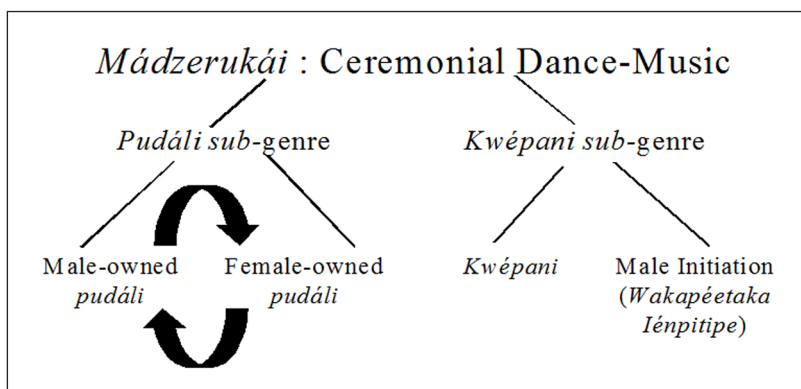 Mádzerukái : Ceremonial Dance-Music
Pudáli sub-genre
Kwépani sub-genre
Male-owned
pudáli
Female-owned
pudáli
Kwépani
Male Initiation
(Wakapéetaka
Iénpitipe)